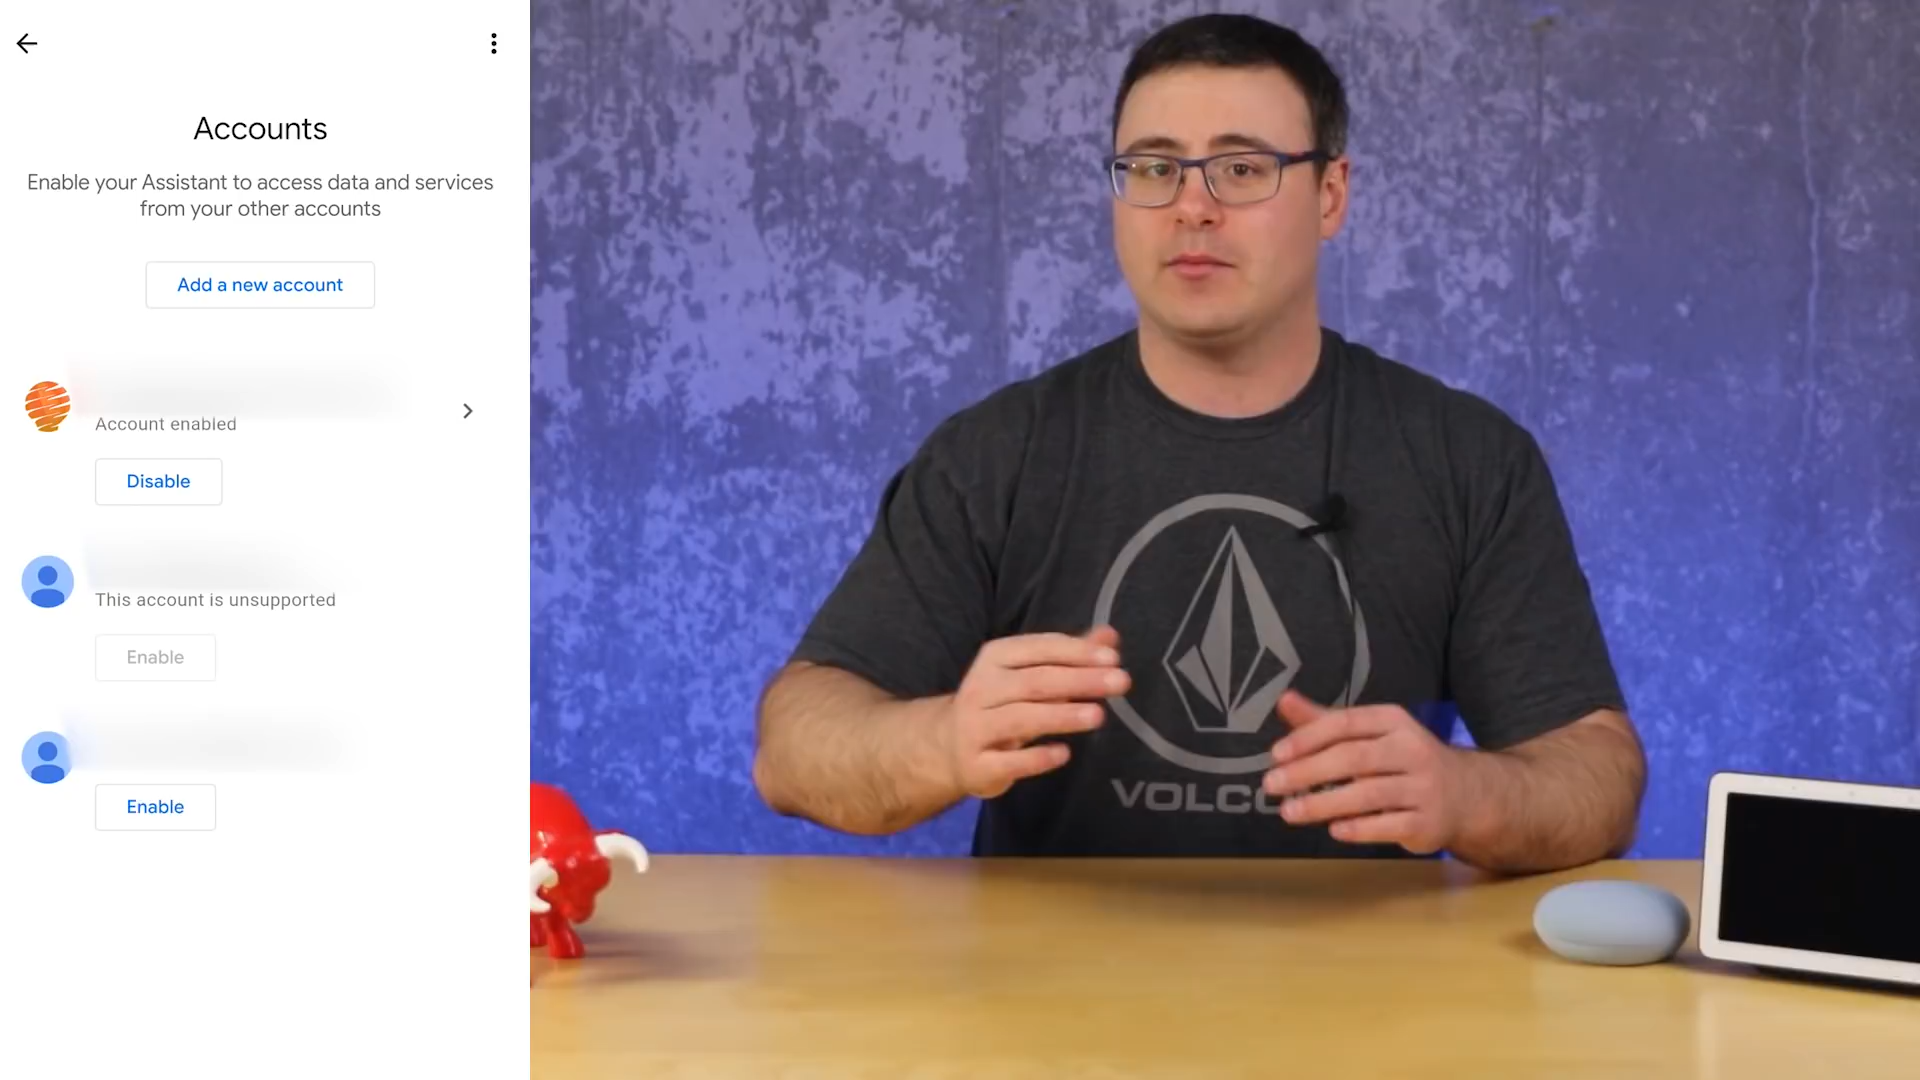 Accounts
Enable your Assistant to access data and services
from your other accounts
Add a new account
Account enabled
Disable
This account is unsupported
Enable
Enable